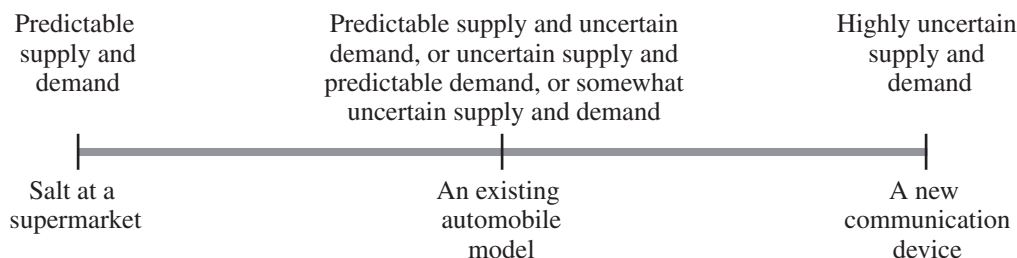 Predictable
supply and
demand
Predictable supply and uncertain
demand, or uncertain supply and
predictable demand, or somewhat
uncertain supply and demand
Highly uncertain
supply and
demand
Salt at a
supermarket
An existing
automobile
model
A new
communication
device